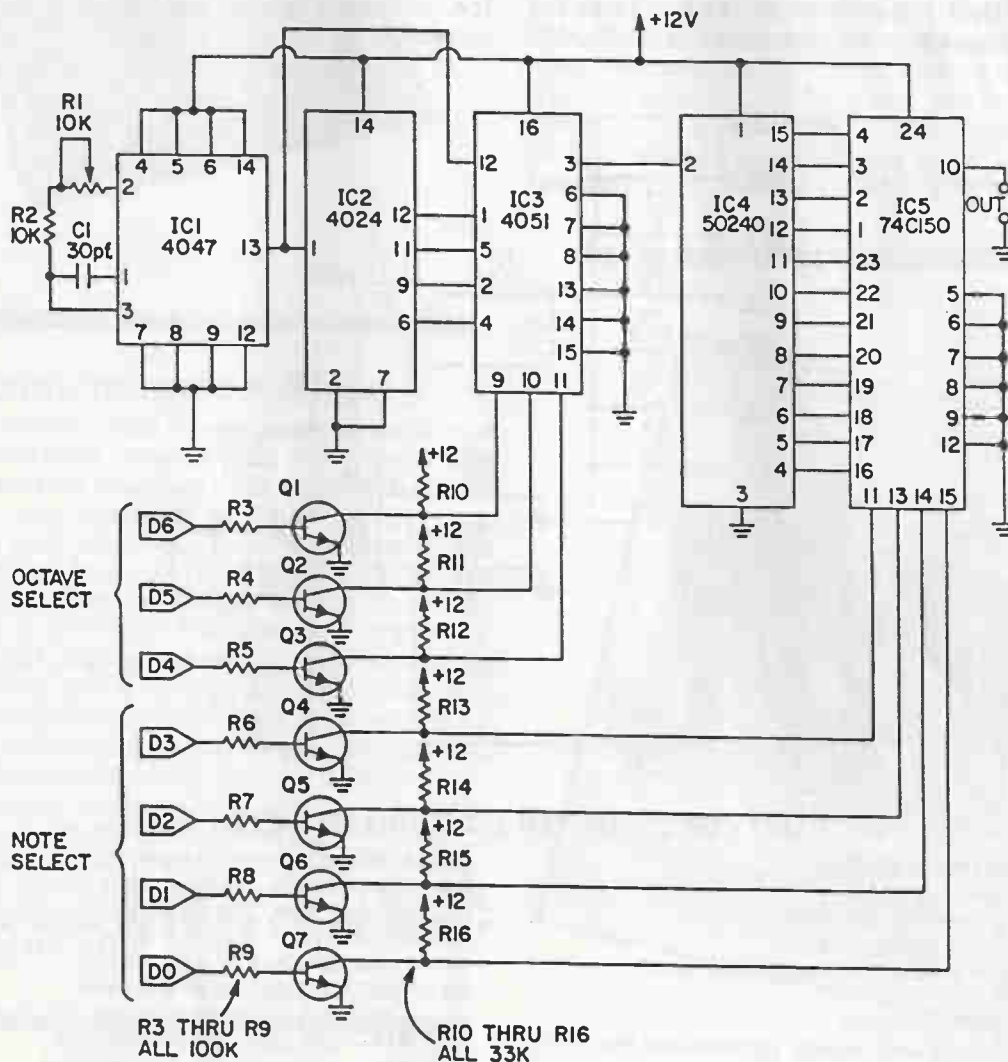 +12V
R1
10K
R2
10K
C1
30pf.
4 5 6 14
2
IC1
4047
13
1
3
7 8 9 12
14
1
IC2
4024
12
11
9
6
2 7
16
12
3
IC3
4051
6
1
7
5
8
2
13
4
14
15
9 10 11
1
2
15
14
13
IC4
50240
12
11
10
9
8
7
6
5
4
3
24
4
3
10
2
IC5
74C150
OUT
1
23
22
5
21
6
20
7
19
8
18
9
17
12
16
11 13 14 15
OCTAVE
SELECT
D6
R3
Q1
+12
R10
D5
R4
Q2
+12
R11
D4
R5
Q3
+12
R12
NOTE
SELECT
D3
R6
Q4
+12
R13
D2
R7
Q5
+12
R14
D1
R8
Q6
+12
R15
D0
R9
Q7
+12
R16
R3 THRU R9
ALL 100K
R10 THRU R16
ALL 33K